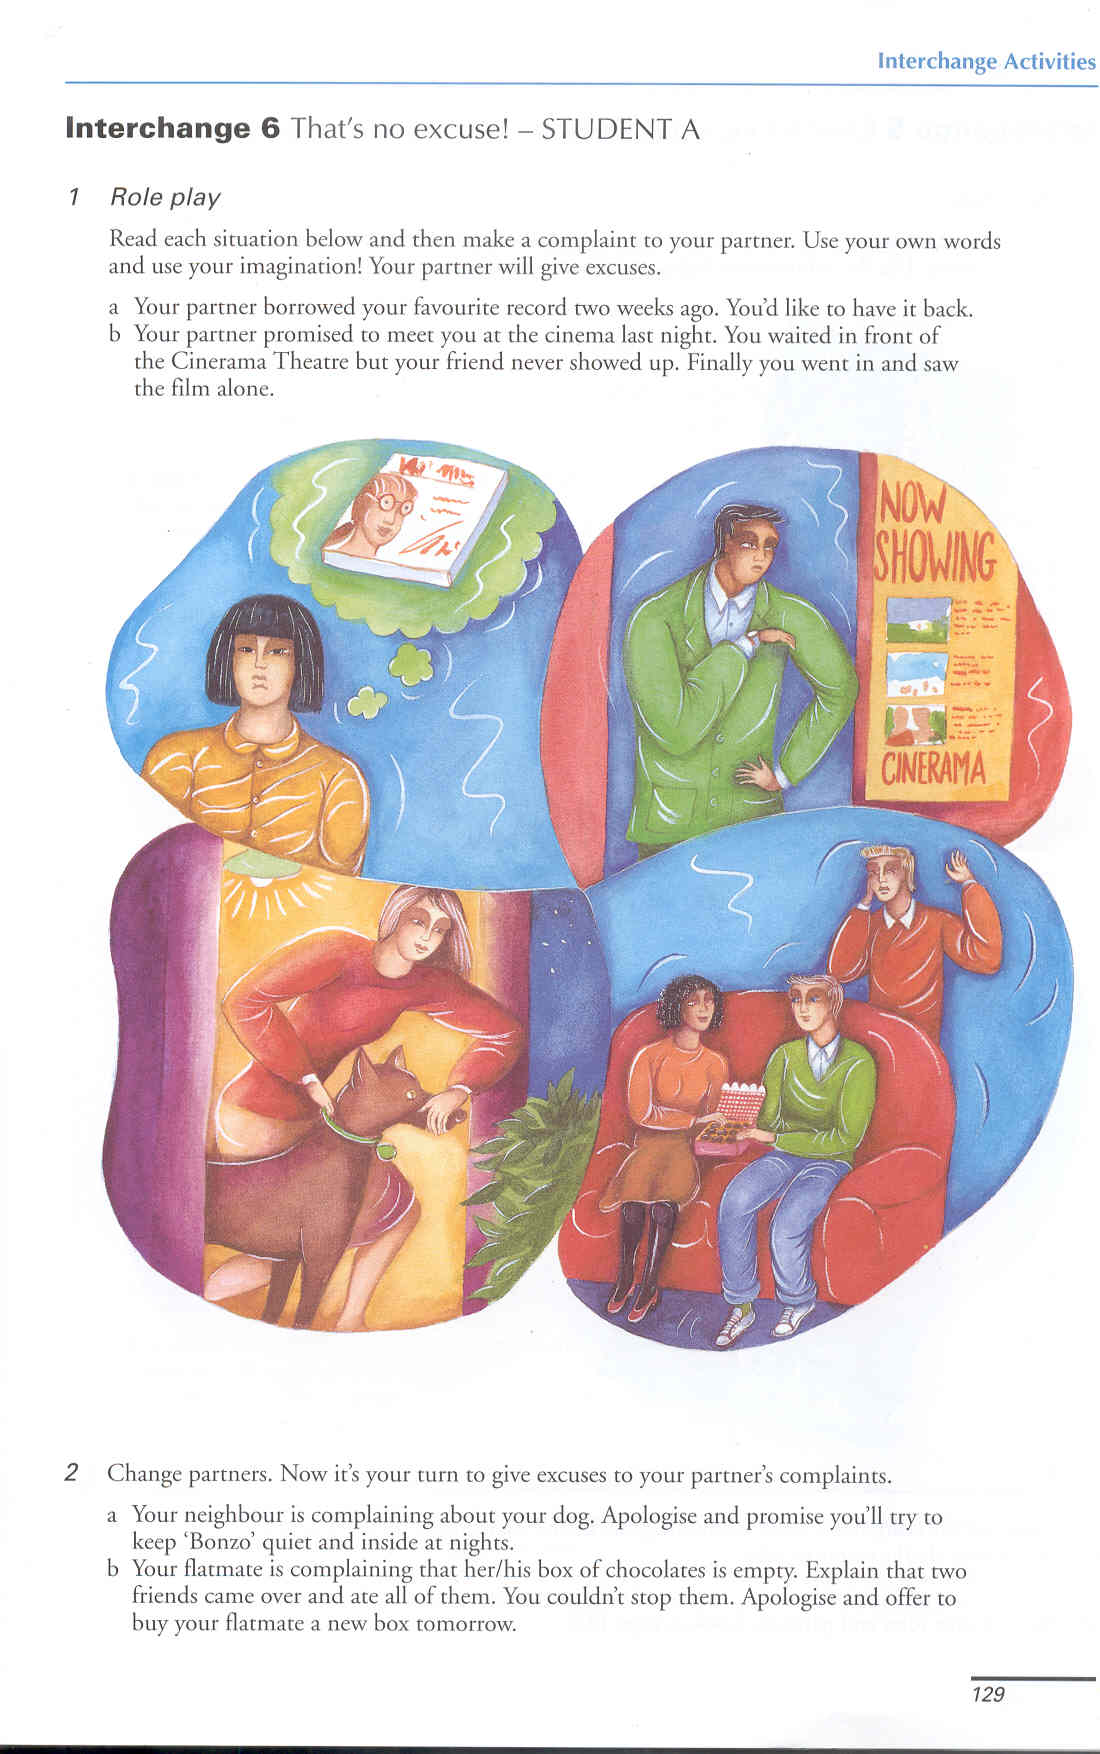 Interchange Activities
Interchange 6 That's no excuse! – STUDENT A
1 Role play
Read each situation below and then make a complaint to your partner. Use your own words
and use your imagination! Your partner will give excuses.
a Your partner borrowed your favourite record two weeks ago. You'd like to have it back.
b Your partner promised to meet you at the cinema last night. You waited in front of
the Cinerama Theatre but your friend never showed up. Finally you went in and saw
the film alone.
NOW
SHOWING
CINERAMA
2 Change partners. Now it's your turn to give excuses to your partner's complaints.
a Your neighbour is complaining about your dog. Apologise and promise you'll try to
keep ‘Bonzo’ quiet and inside at nights.
b Your flatmate is complaining that her/his box of chocolates is empty. Explain that two
friends came over and ate all of them. You couldn't stop them. Apologise and offer to
buy your flatmate a new box tomorrow.
129